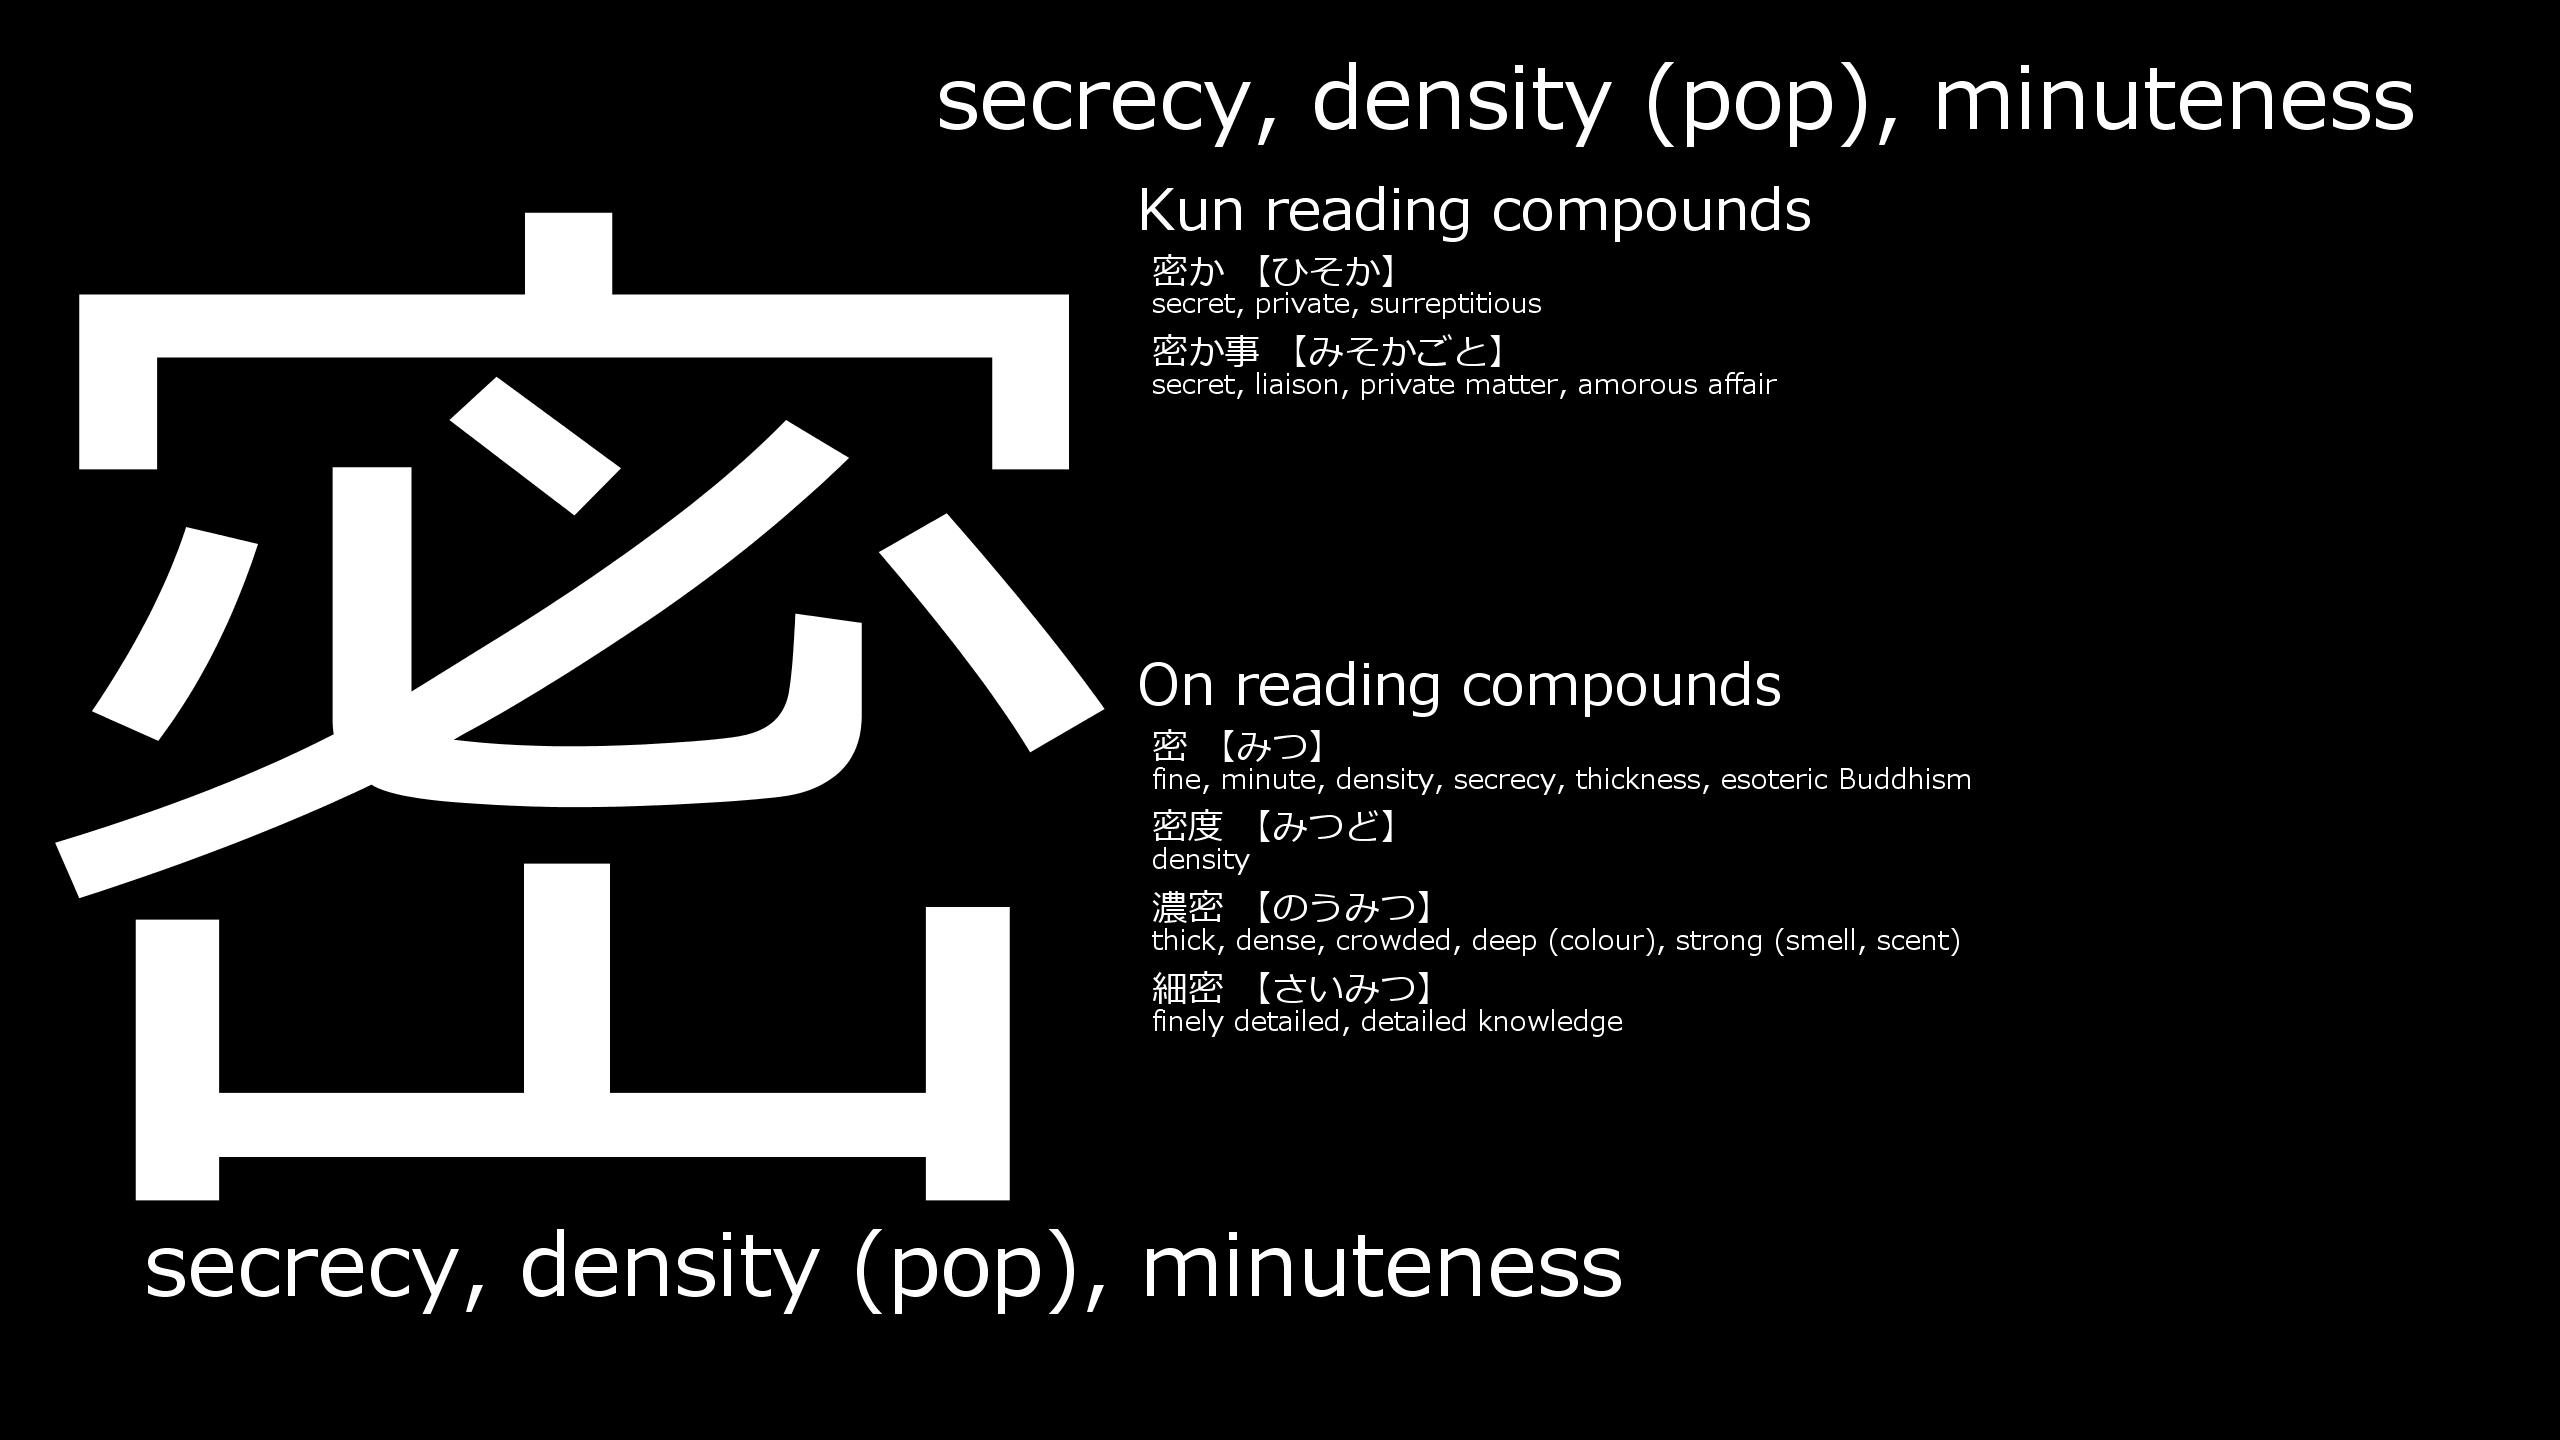 secrecy, density (pop), minuteness
密
Kun reading compounds
密か 【ひそか】
secret, private, surreptitious
密か事 【みそかごと】
secret, liaison, private matter, amorous affair
On reading compounds
密 【みつ】
fine, minute, density, secrecy, thickness, esoteric Buddhism
密度 【みつど】
density
濃密 【のうみつ】
thick, dense, crowded, deep (colour), strong (smell, scent)
細密 【さいみつ】
finely detailed, detailed knowledge
secrecy, density (pop), minuteness